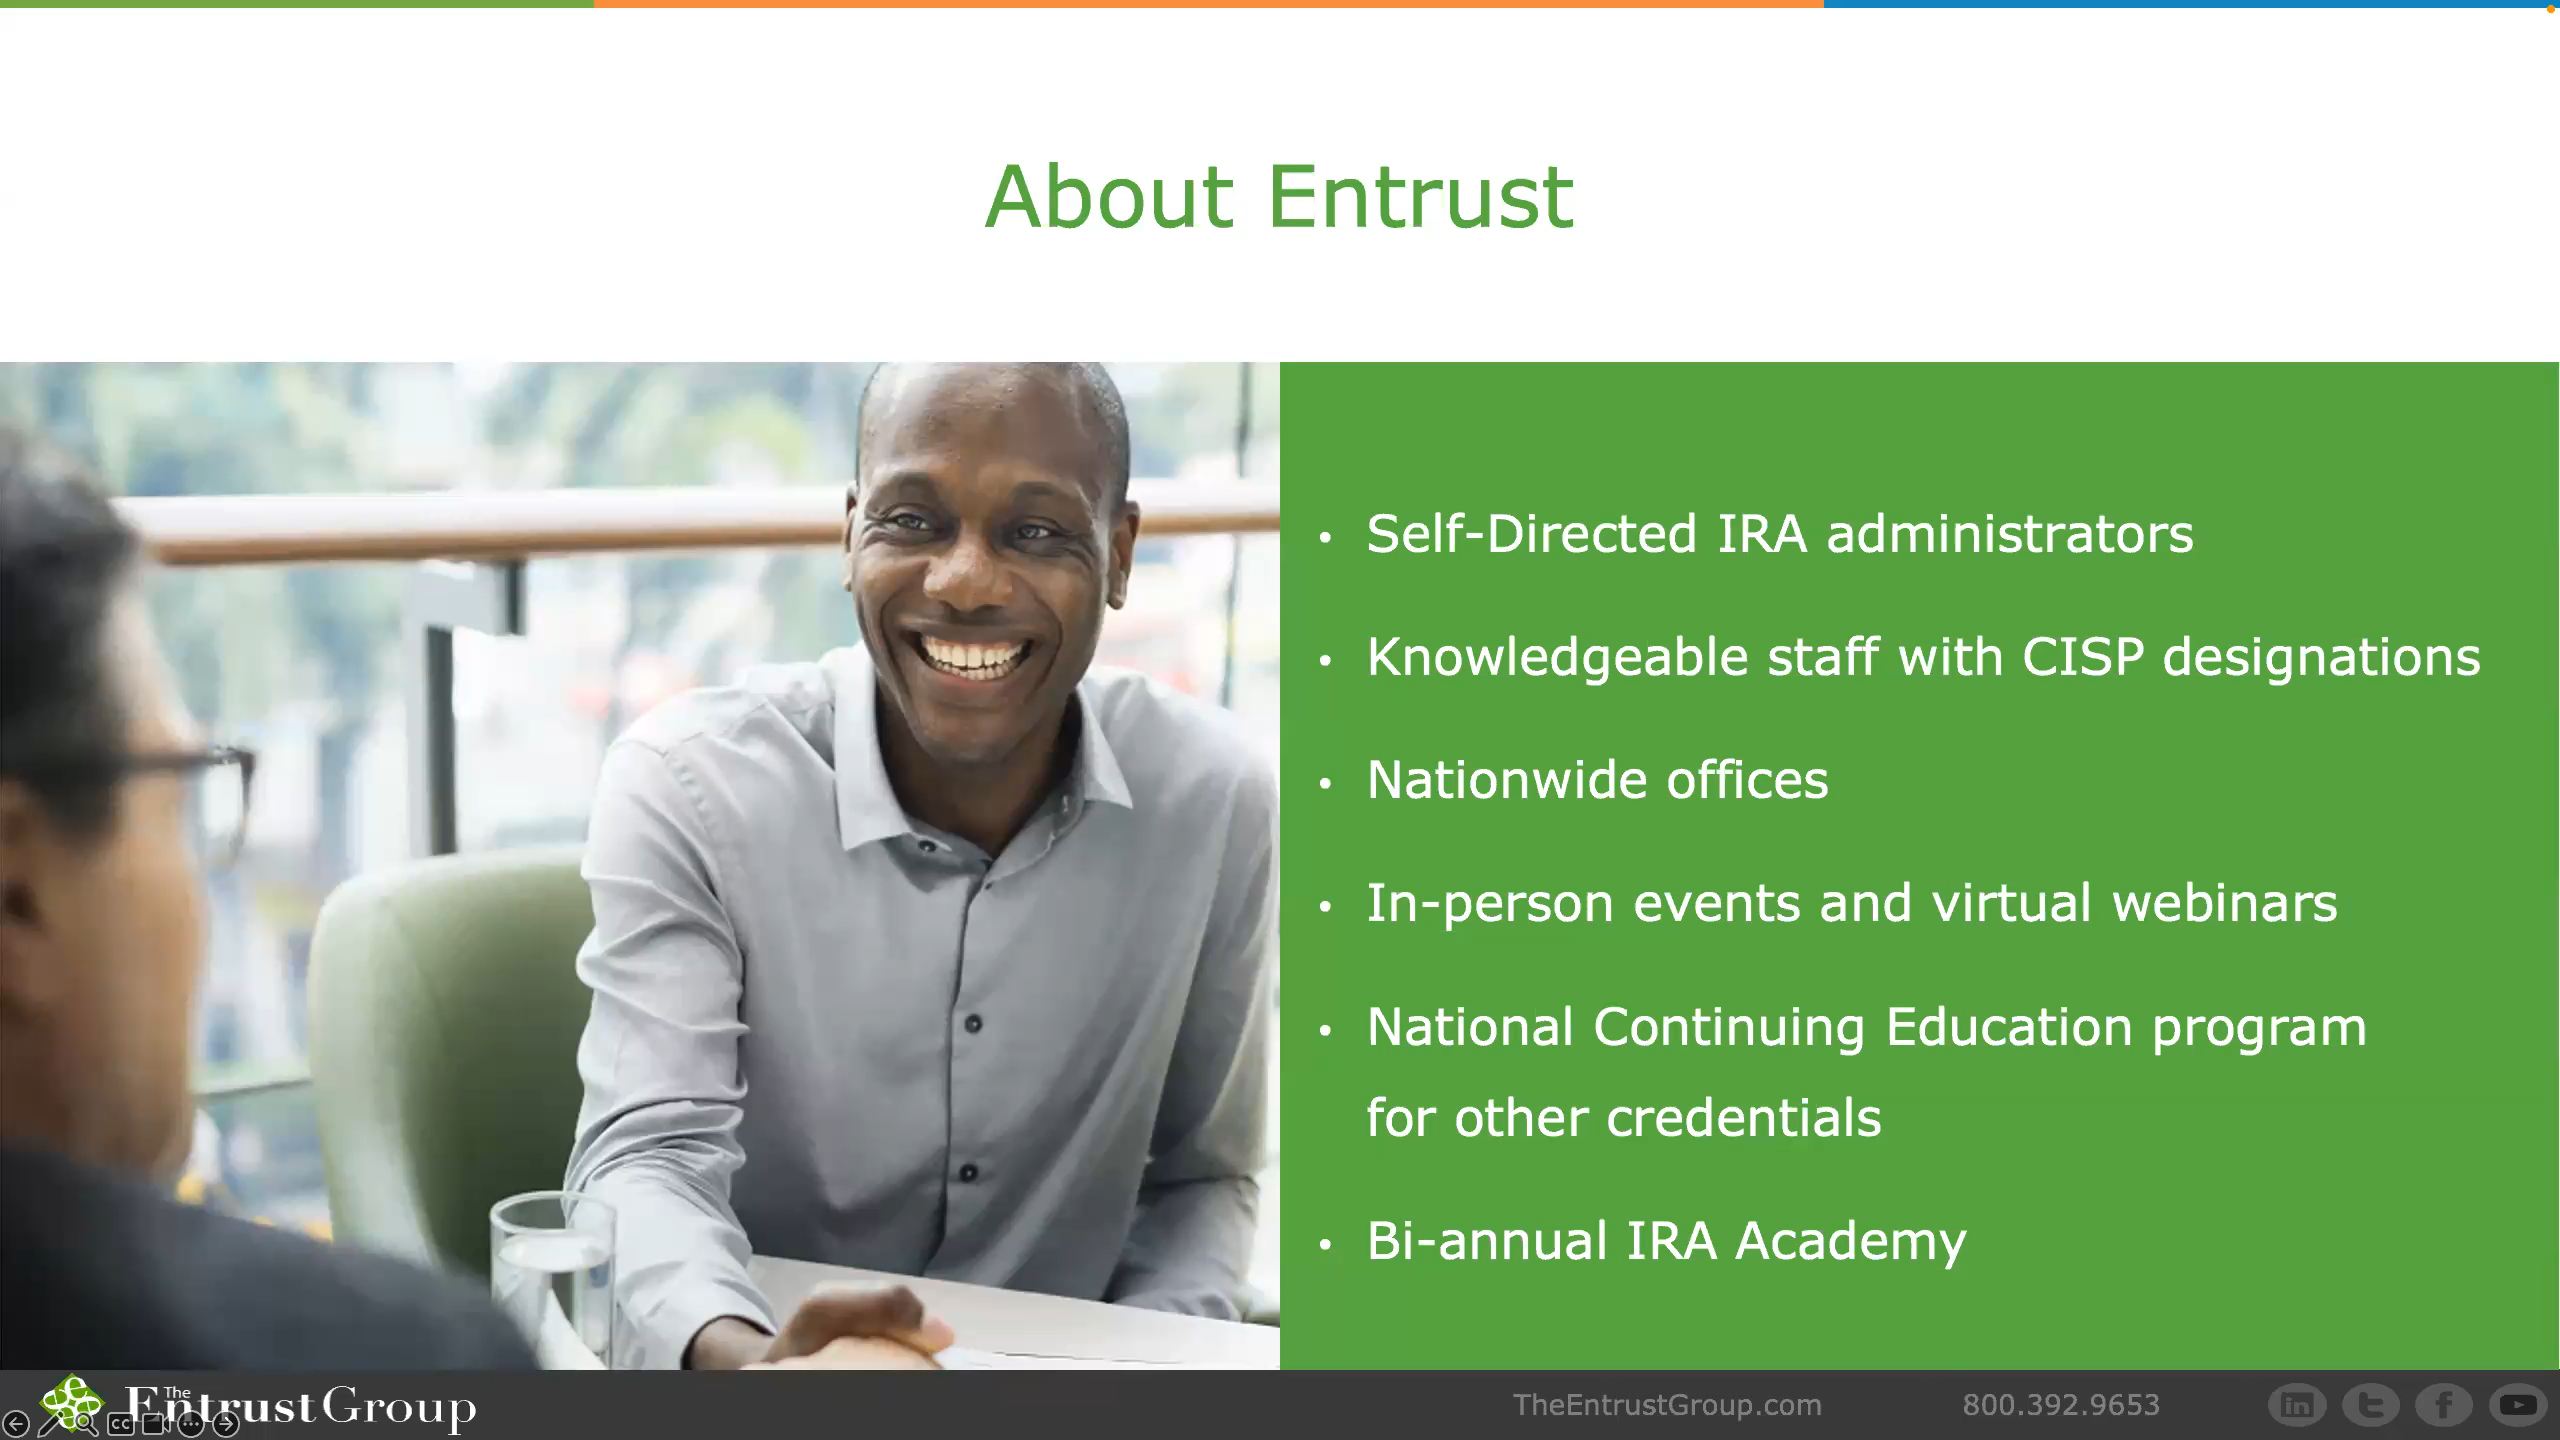 About Entrust
• Self-Directed IRA administrators
• Knowledgeable staff with CISP designations
• Nationwide offices
• In-person events and virtual webinars
• National Continuing Education program
for other credentials
• Bi-annual IRA Academy
The
Entrust Group
TheEntrustGroup.com
800.392.9653
in
t
f
CC